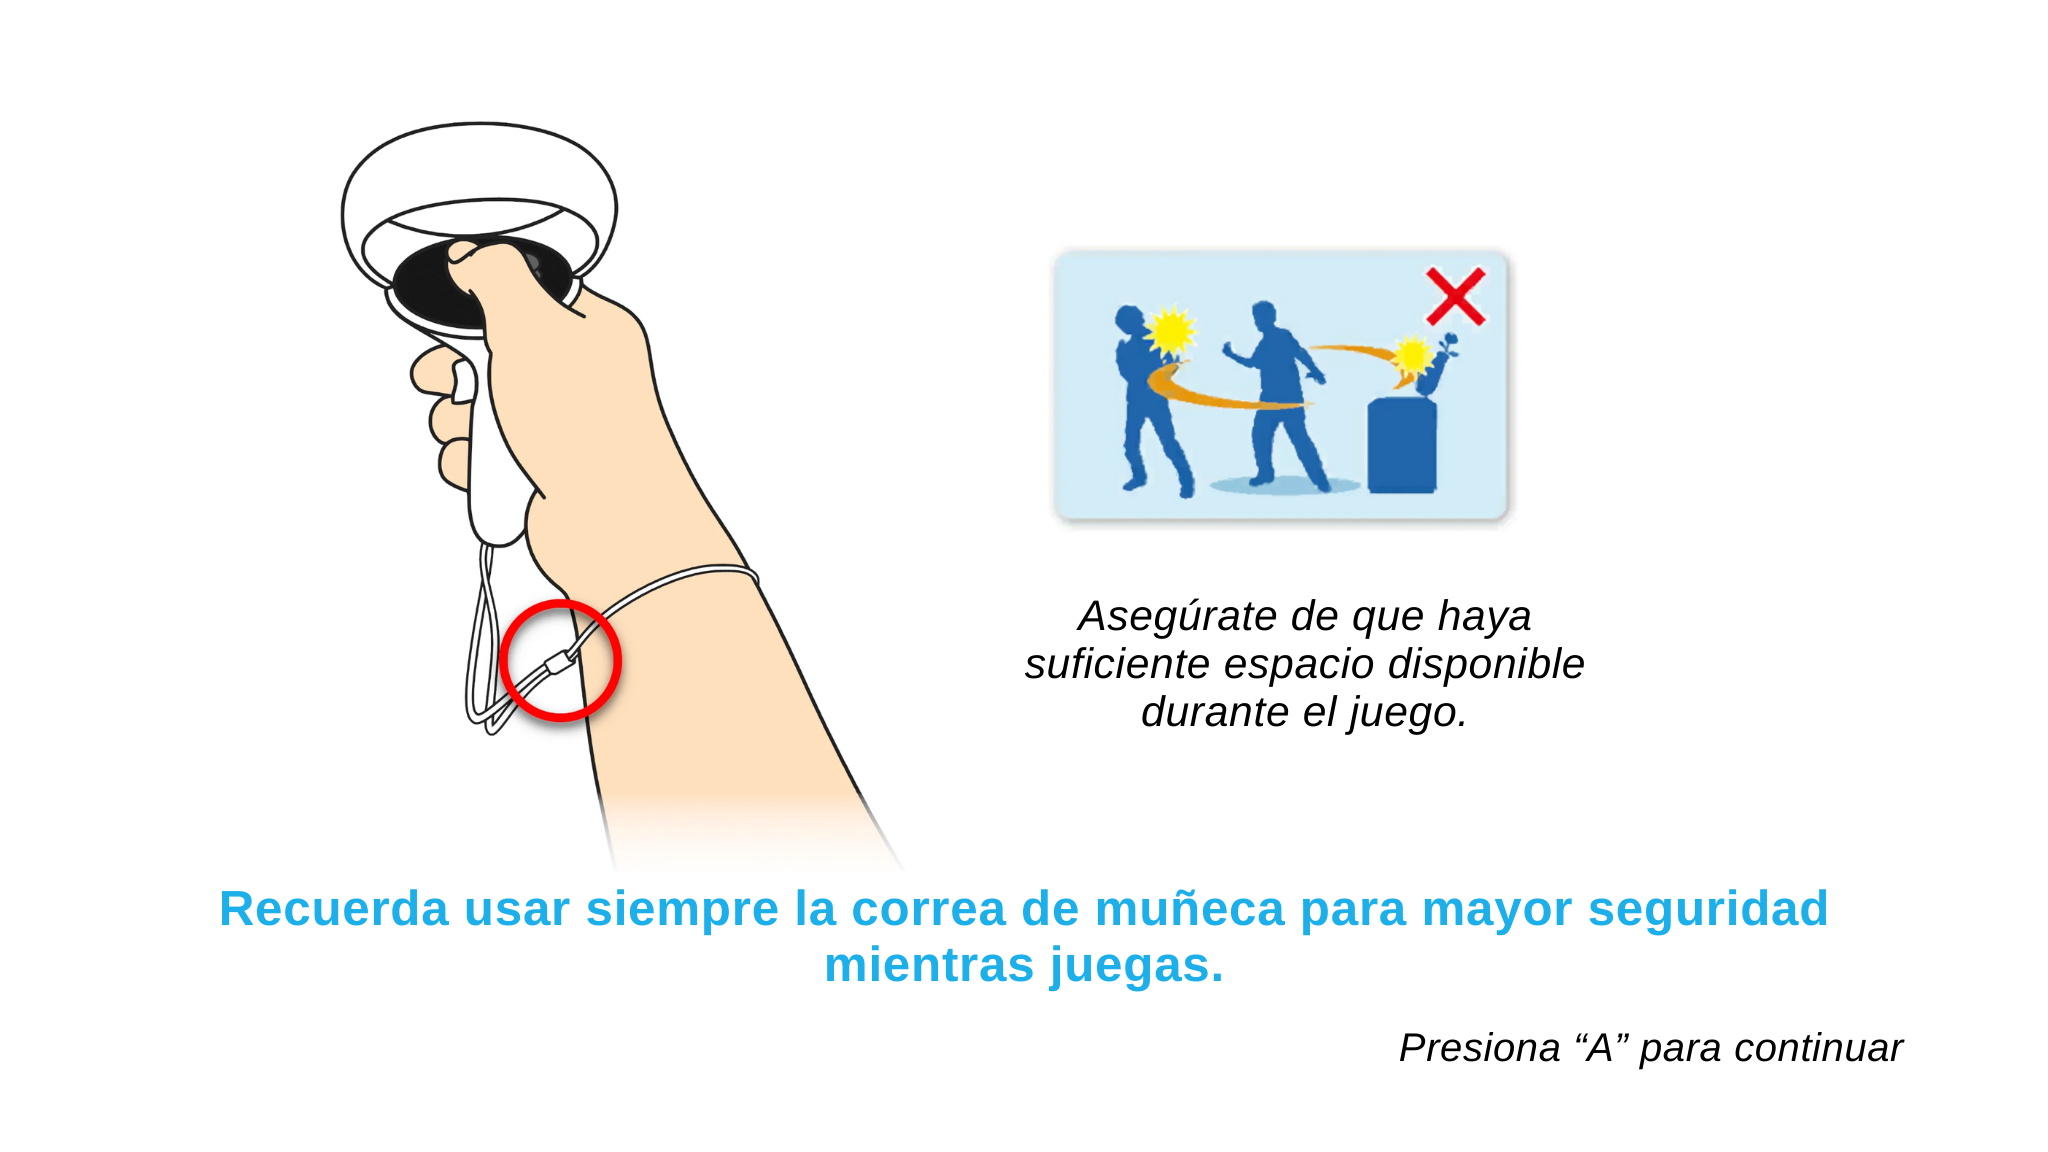 Asegúrate de que haya
suficiente espacio disponible
durante el juego.
Recuerda usar siempre la correa de muñeca para mayor seguridad
mientras juegas.
Presiona “A” para continuar